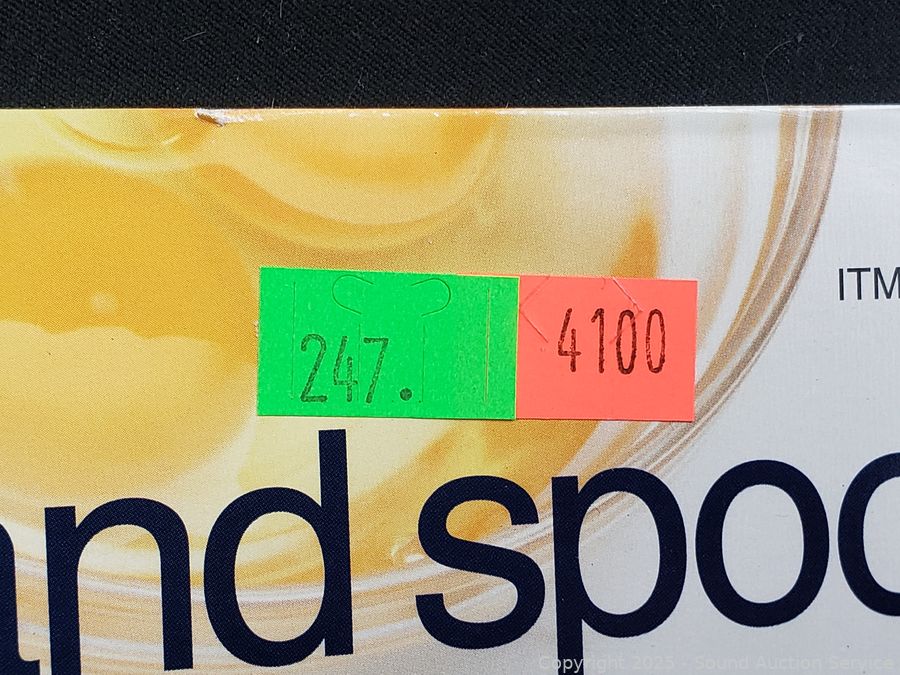 ITM
247.
4100
and spoo
Copyright 2025 - Sound Auction Service